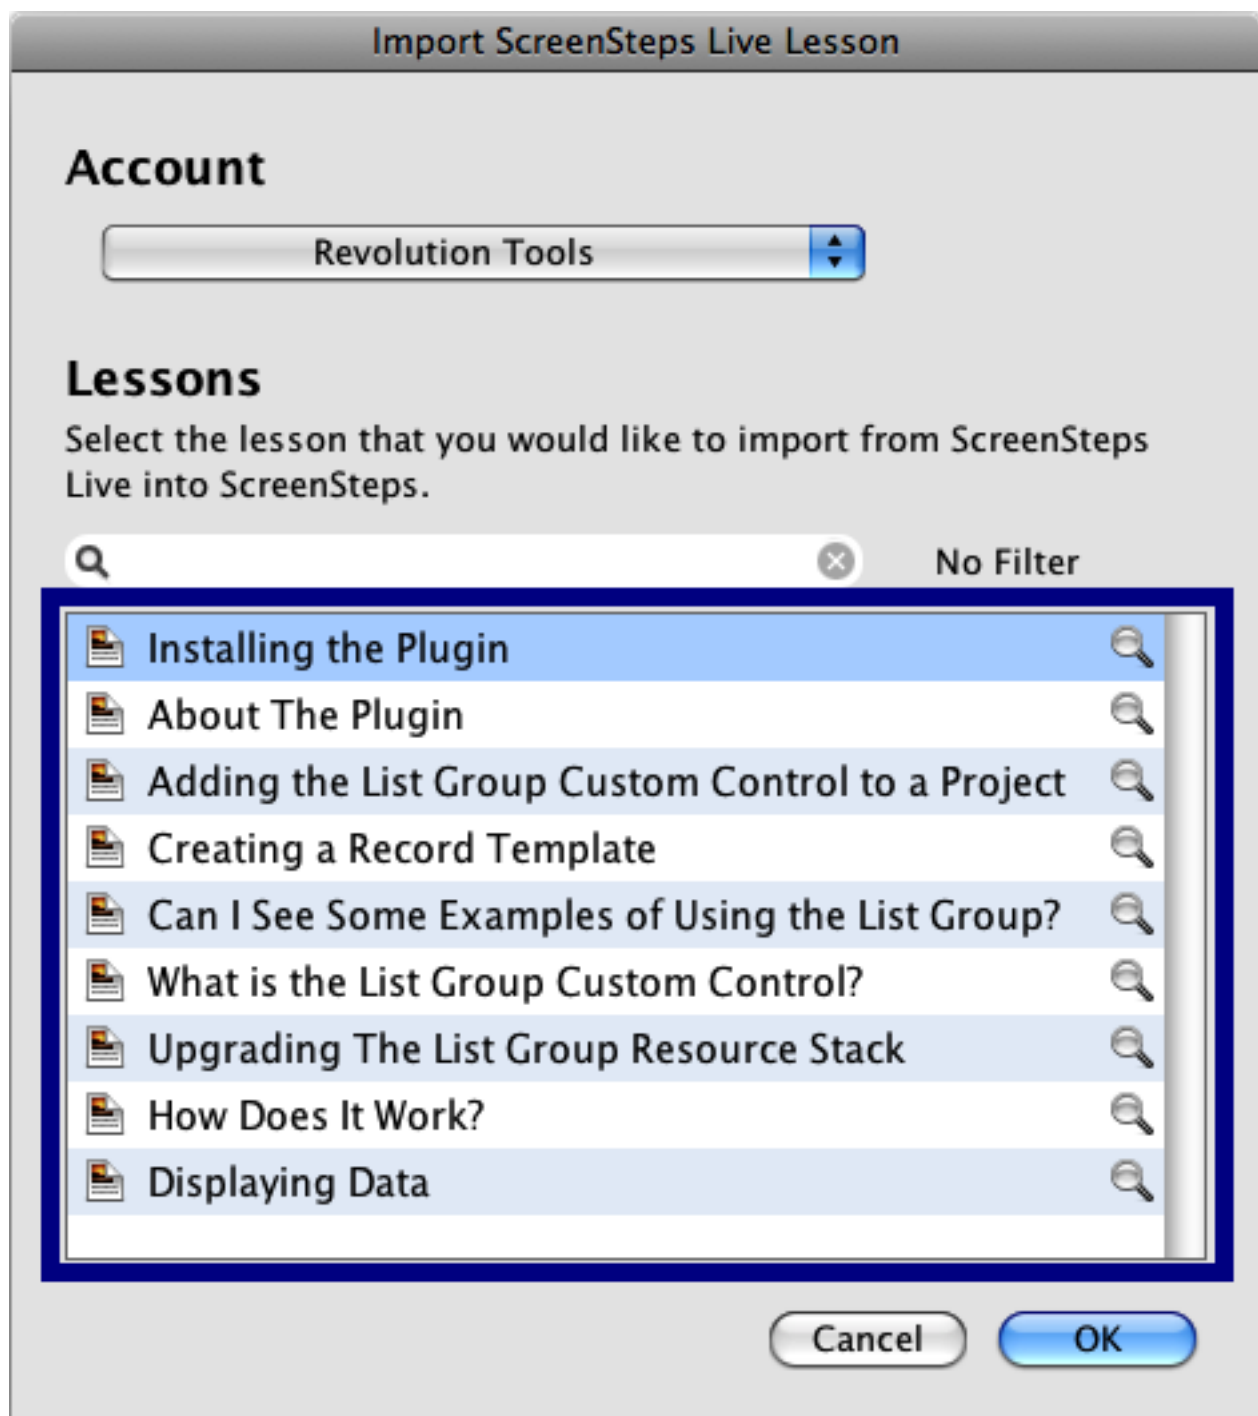 Import ScreenSteps Live Lesson
Account
Revolution Tools
Lessons
Select the lesson that you would like to import from ScreenSteps
Live into ScreenSteps.
No Filter
Installing the Plugin
About The Plugin
Adding the List Group Custom Control to a Project
Creating a Record Template
Can I See Some Examples of Using the List Group?
What is the List Group Custom Control?
Upgrading The List Group Resource Stack
How Does It Work?
Displaying Data
Cancel
OK